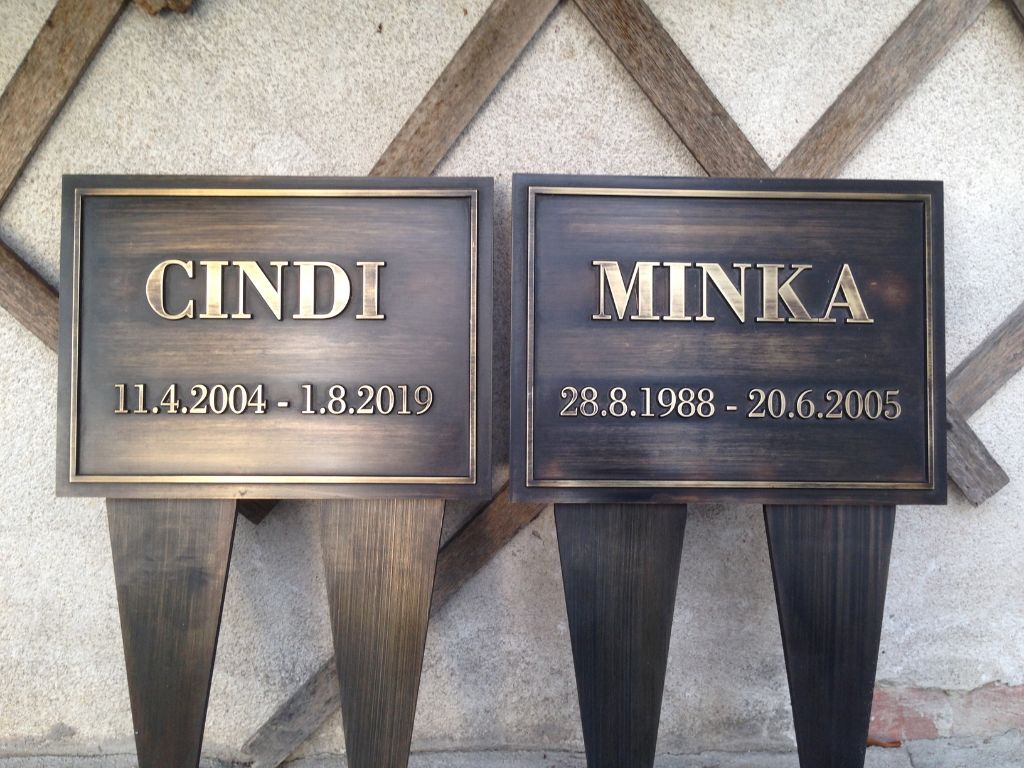 CINDI
11.4.2004 - 1.8.2019
MINKA
28.8.1988 - 20.6.2005